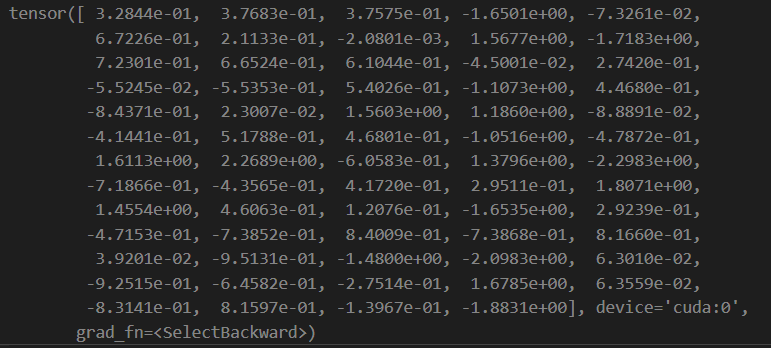 tensor([ 3.2844e-01,  3.7683e-01,  3.7575e-01, -1.6501e+00, -7.3261e-02,
         6.7226e-01,  2.1133e-01, -2.0801e-03,  1.5677e+00, -1.7183e+00,
         7.2301e-01,  6.6524e-01,  6.1044e-01, -4.5001e-02,  2.7420e-01,
        -5.5245e-02, -5.5353e-01,  5.4026e-01, -1.1073e+00,  4.4680e-01,
        -8.4371e-01,  2.3007e-02,  1.5603e+00,  1.1860e+00, -8.8891e-02,
        -4.1441e-01,  5.1788e-01,  4.6801e-01, -1.0516e+00, -4.7872e-01,
         1.6113e+00,  2.2689e+00, -6.0583e-01,  1.3796e+00, -2.2983e+00,
        -7.1866e-01, -4.3565e-01,  4.1720e-01,  2.9511e-01,  1.8071e+00,
         1.4554e+00,  4.6063e-01,  1.2076e-01, -1.6535e+00,  2.9239e-01,
        -4.7153e-01, -7.3852e-01,  8.4009e-01, -7.3868e-01,  8.1660e-01,
         3.9201e-02, -9.5131e-01, -1.4800e+00, -2.0983e+00,  6.3010e-02,
        -9.2515e-01, -6.4582e-01, -2.7514e-01,  1.6785e+00,  6.3559e-02,
        -8.3141e-01,  8.1597e-01, -1.3967e-01, -1.8831e+00], device='cuda:0',
       grad_fn=<SelectBackward>)